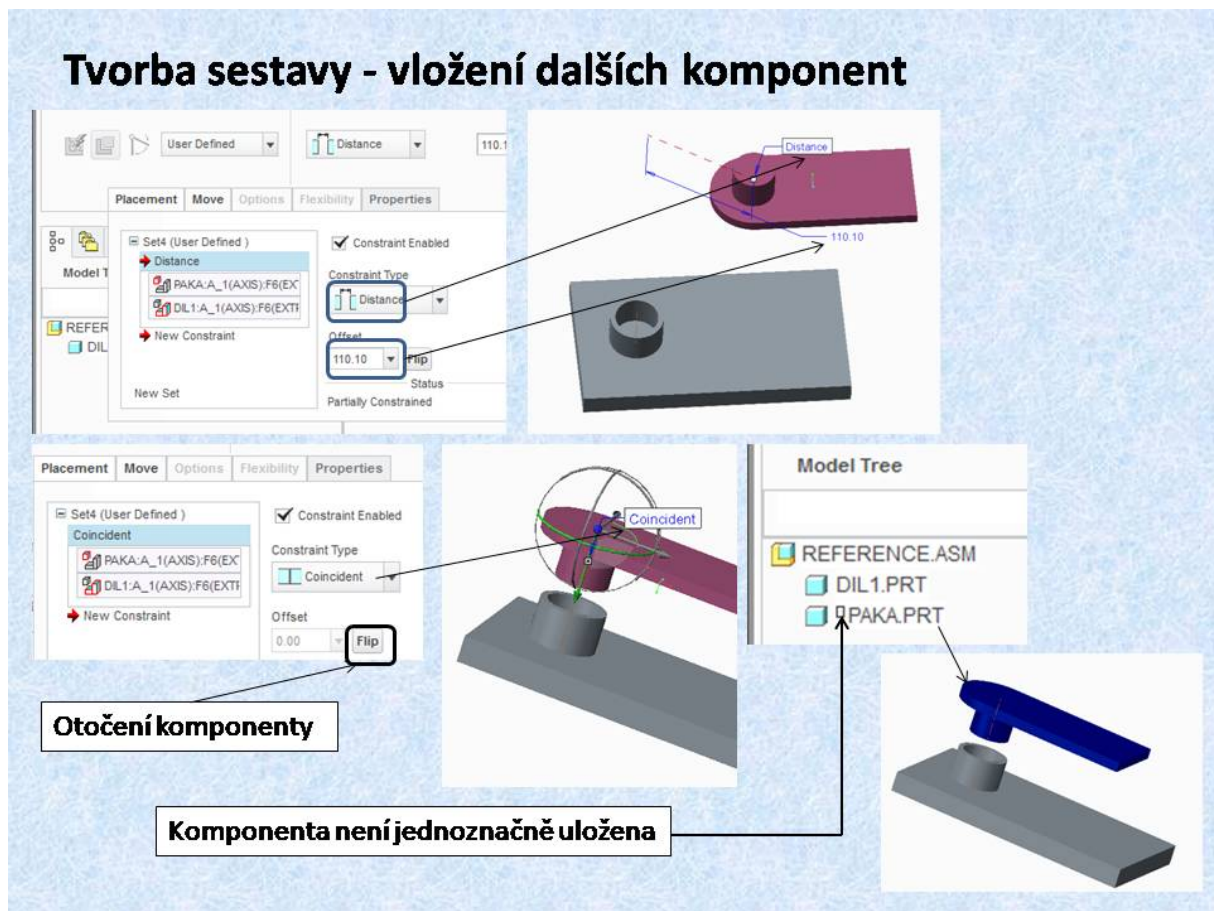 Tvorba sestavy - vložení dalších komponent
User Defined
Distance
110.1
Placement Move Options Flexibility Properties
Set4 (User Defined )
Distance
PAKA:A_1(AXIS):F6(EX
DIL1:A_1(AXIS):F6(EXTR
New Constraint
New Set
Constraint Enabled
Constraint Type
Distance
Offset
110.10 Flip
Status
Partially Constrained
Model T
REFER
DIL
Distance
110.10
Placement Move Options Flexibility Properties
Set4 (User Defined )
Coincident
PAKA:A_1(AXIS):F6(EX
DIL1:A_1(AXIS):F6(EXTR
New Constraint
Constraint Enabled
Constraint Type
Coincident
Offset
0.00 Flip
Otočení komponenty
Coincident
Model Tree
REFERENCE.ASM
DIL1.PRT
PAKA.PRT
Komponenta není jednoznačně uložena